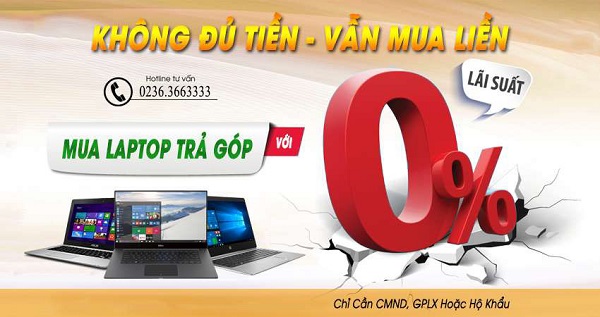 KHÔNG ĐỦ TIỀN - VẪN MUA LIỀN
Hotline tư vấn
0236.3663333
LÃI SUẤT
MUA LAPTOP TRẢ GÓP
VỚI
0%
Chỉ Cần CMND, GPLX Hoặc Hộ Khẩu